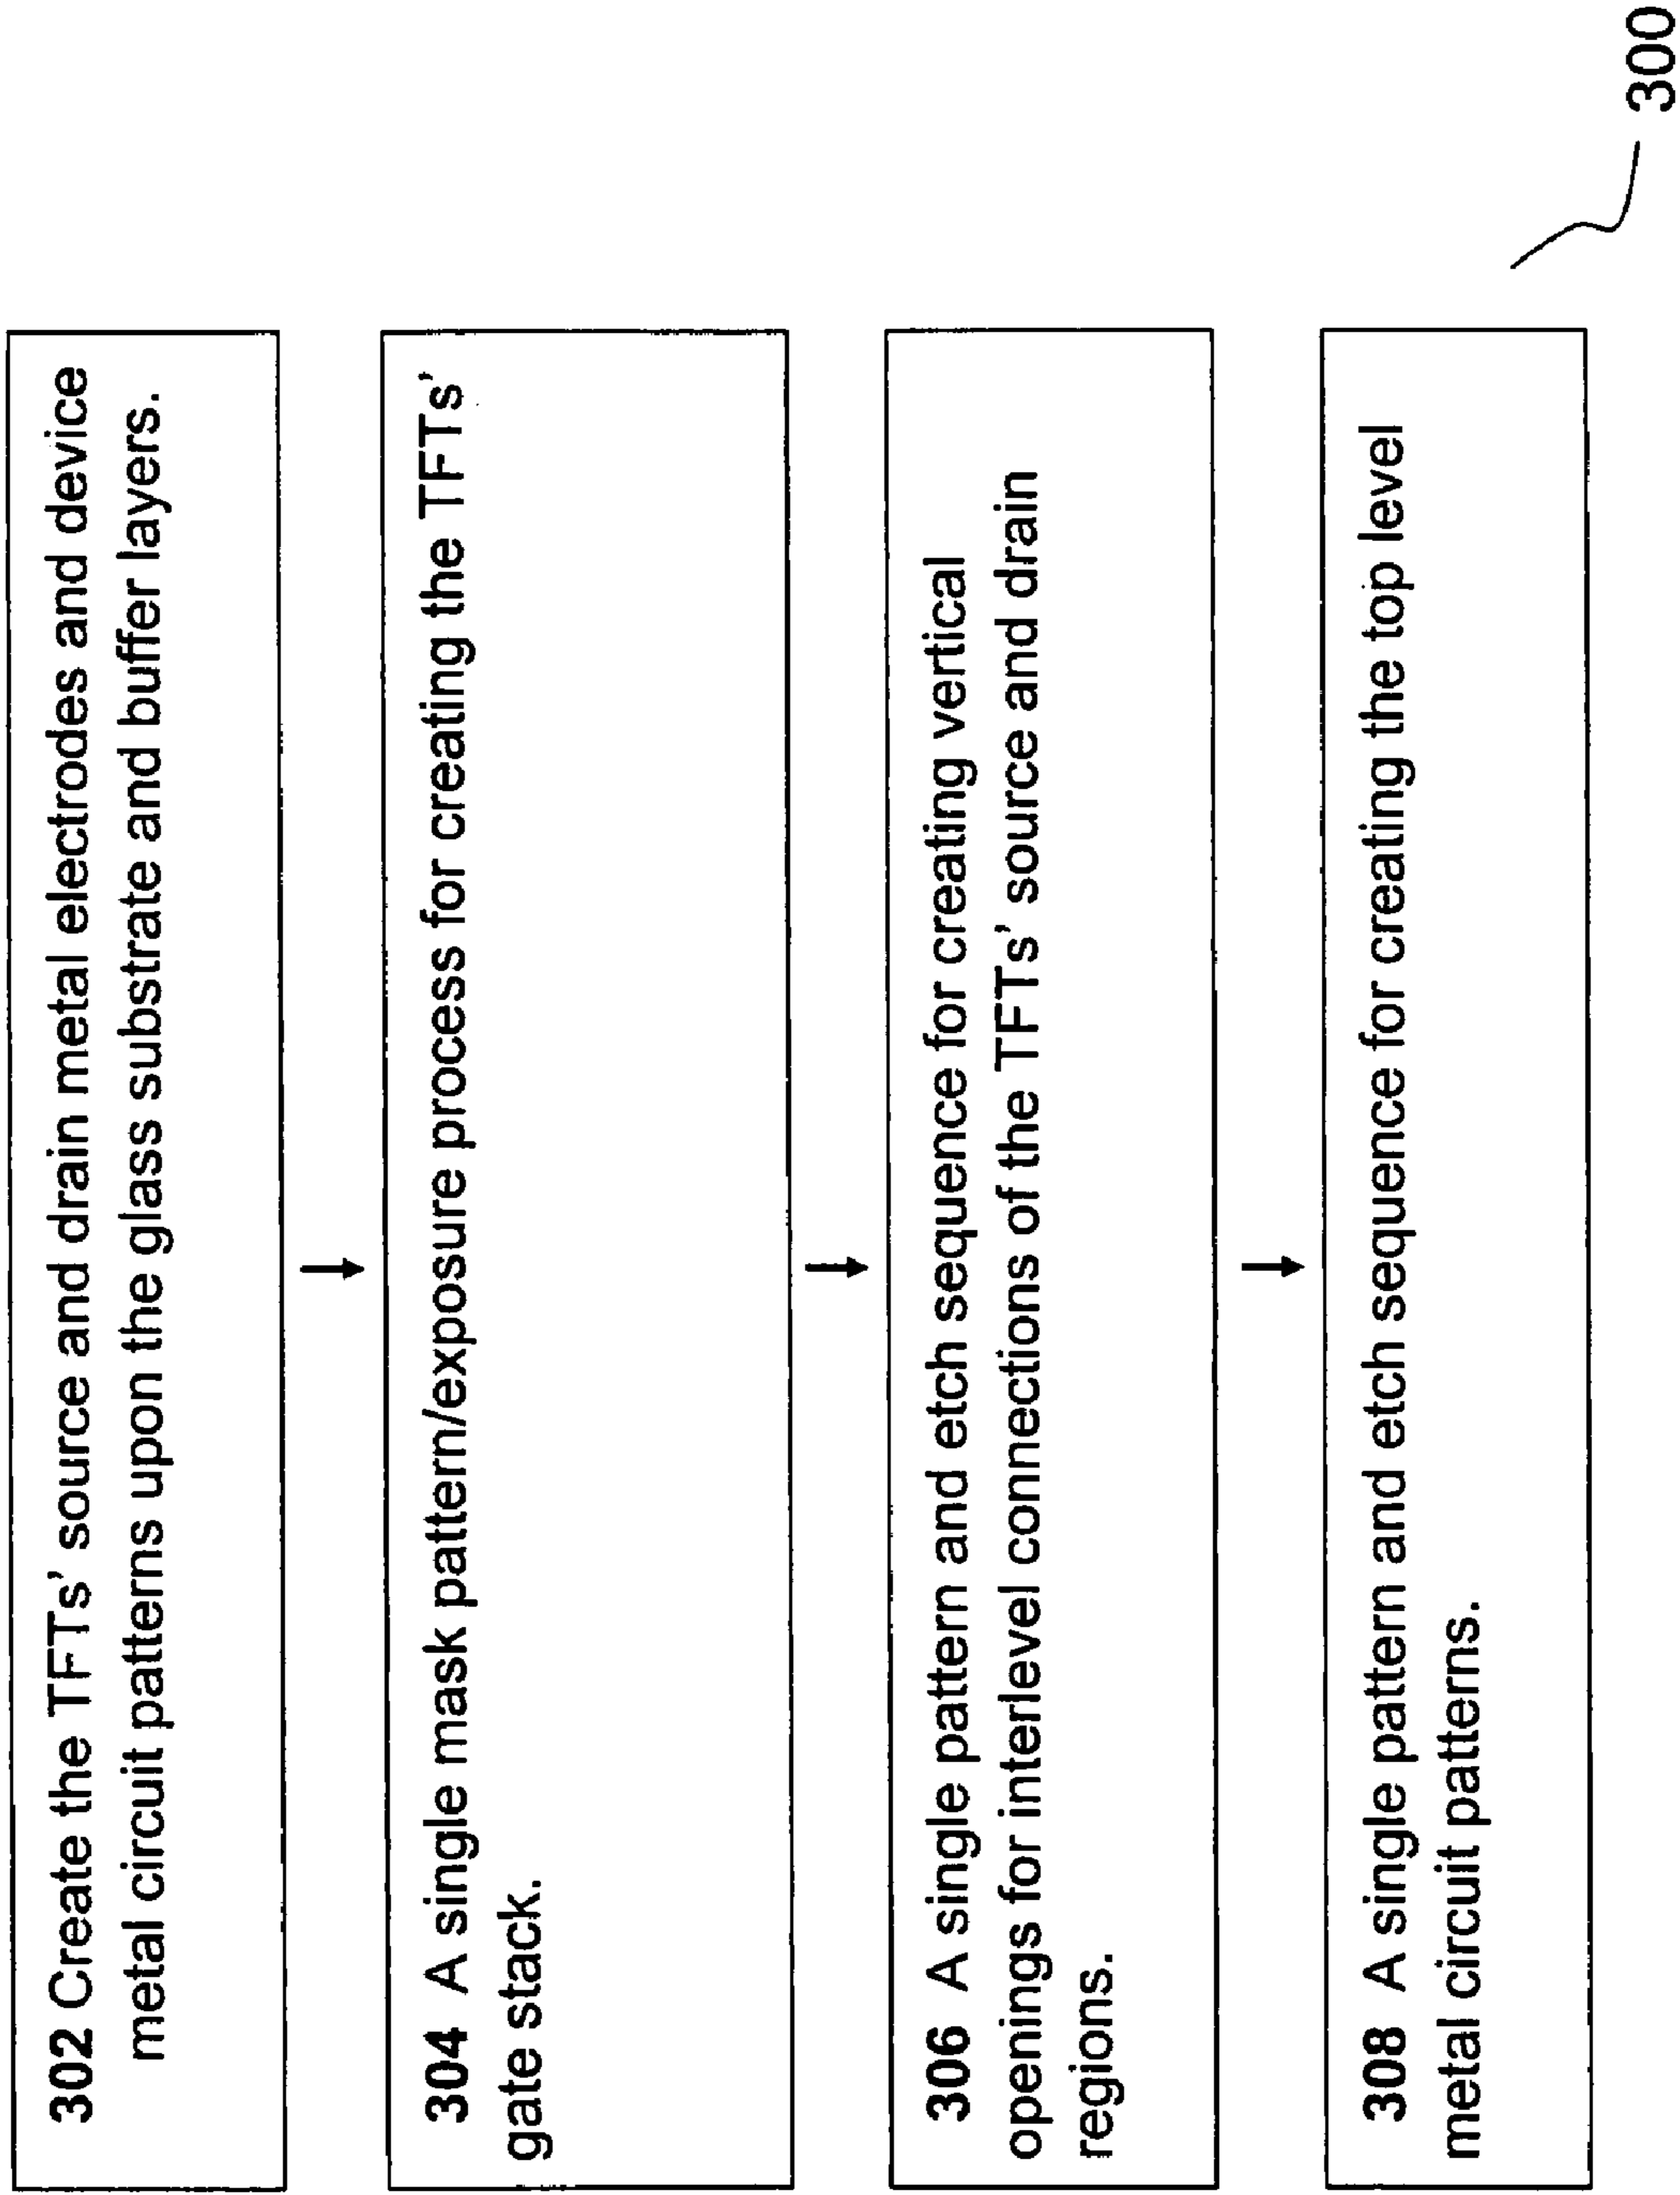 302 Create the TFTs' source and drain metal electrodes and device
metal circuit patterns upon the glass substrate and buffer layers.
304 A single mask pattern/exposure process for creating the TFTs'
gate stack.
306 A single pattern and etch sequence for creating vertical
openings for interlevel connections of the TFTs' source and drain
regions.
308 A single pattern and etch sequence for creating the top level
metal circuit patterns.
300